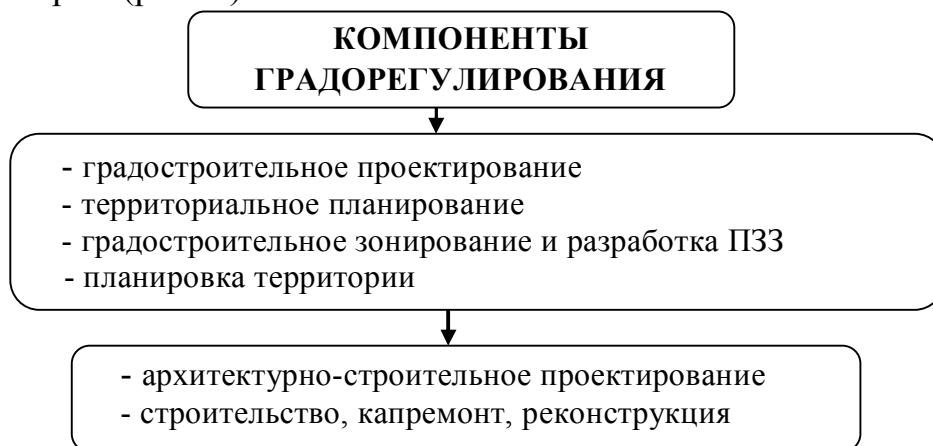 КОМПОНЕНТЫ
ГРАДОРЕГУЛИРОВАНИЯ
- градостроительное проектирование
- территориальное планирование
- градостроительное зонирование и разработка ПЗЗ
- планировка территории
- архитектурно-строительное проектирование
- строительство, капремонт, реконструкция